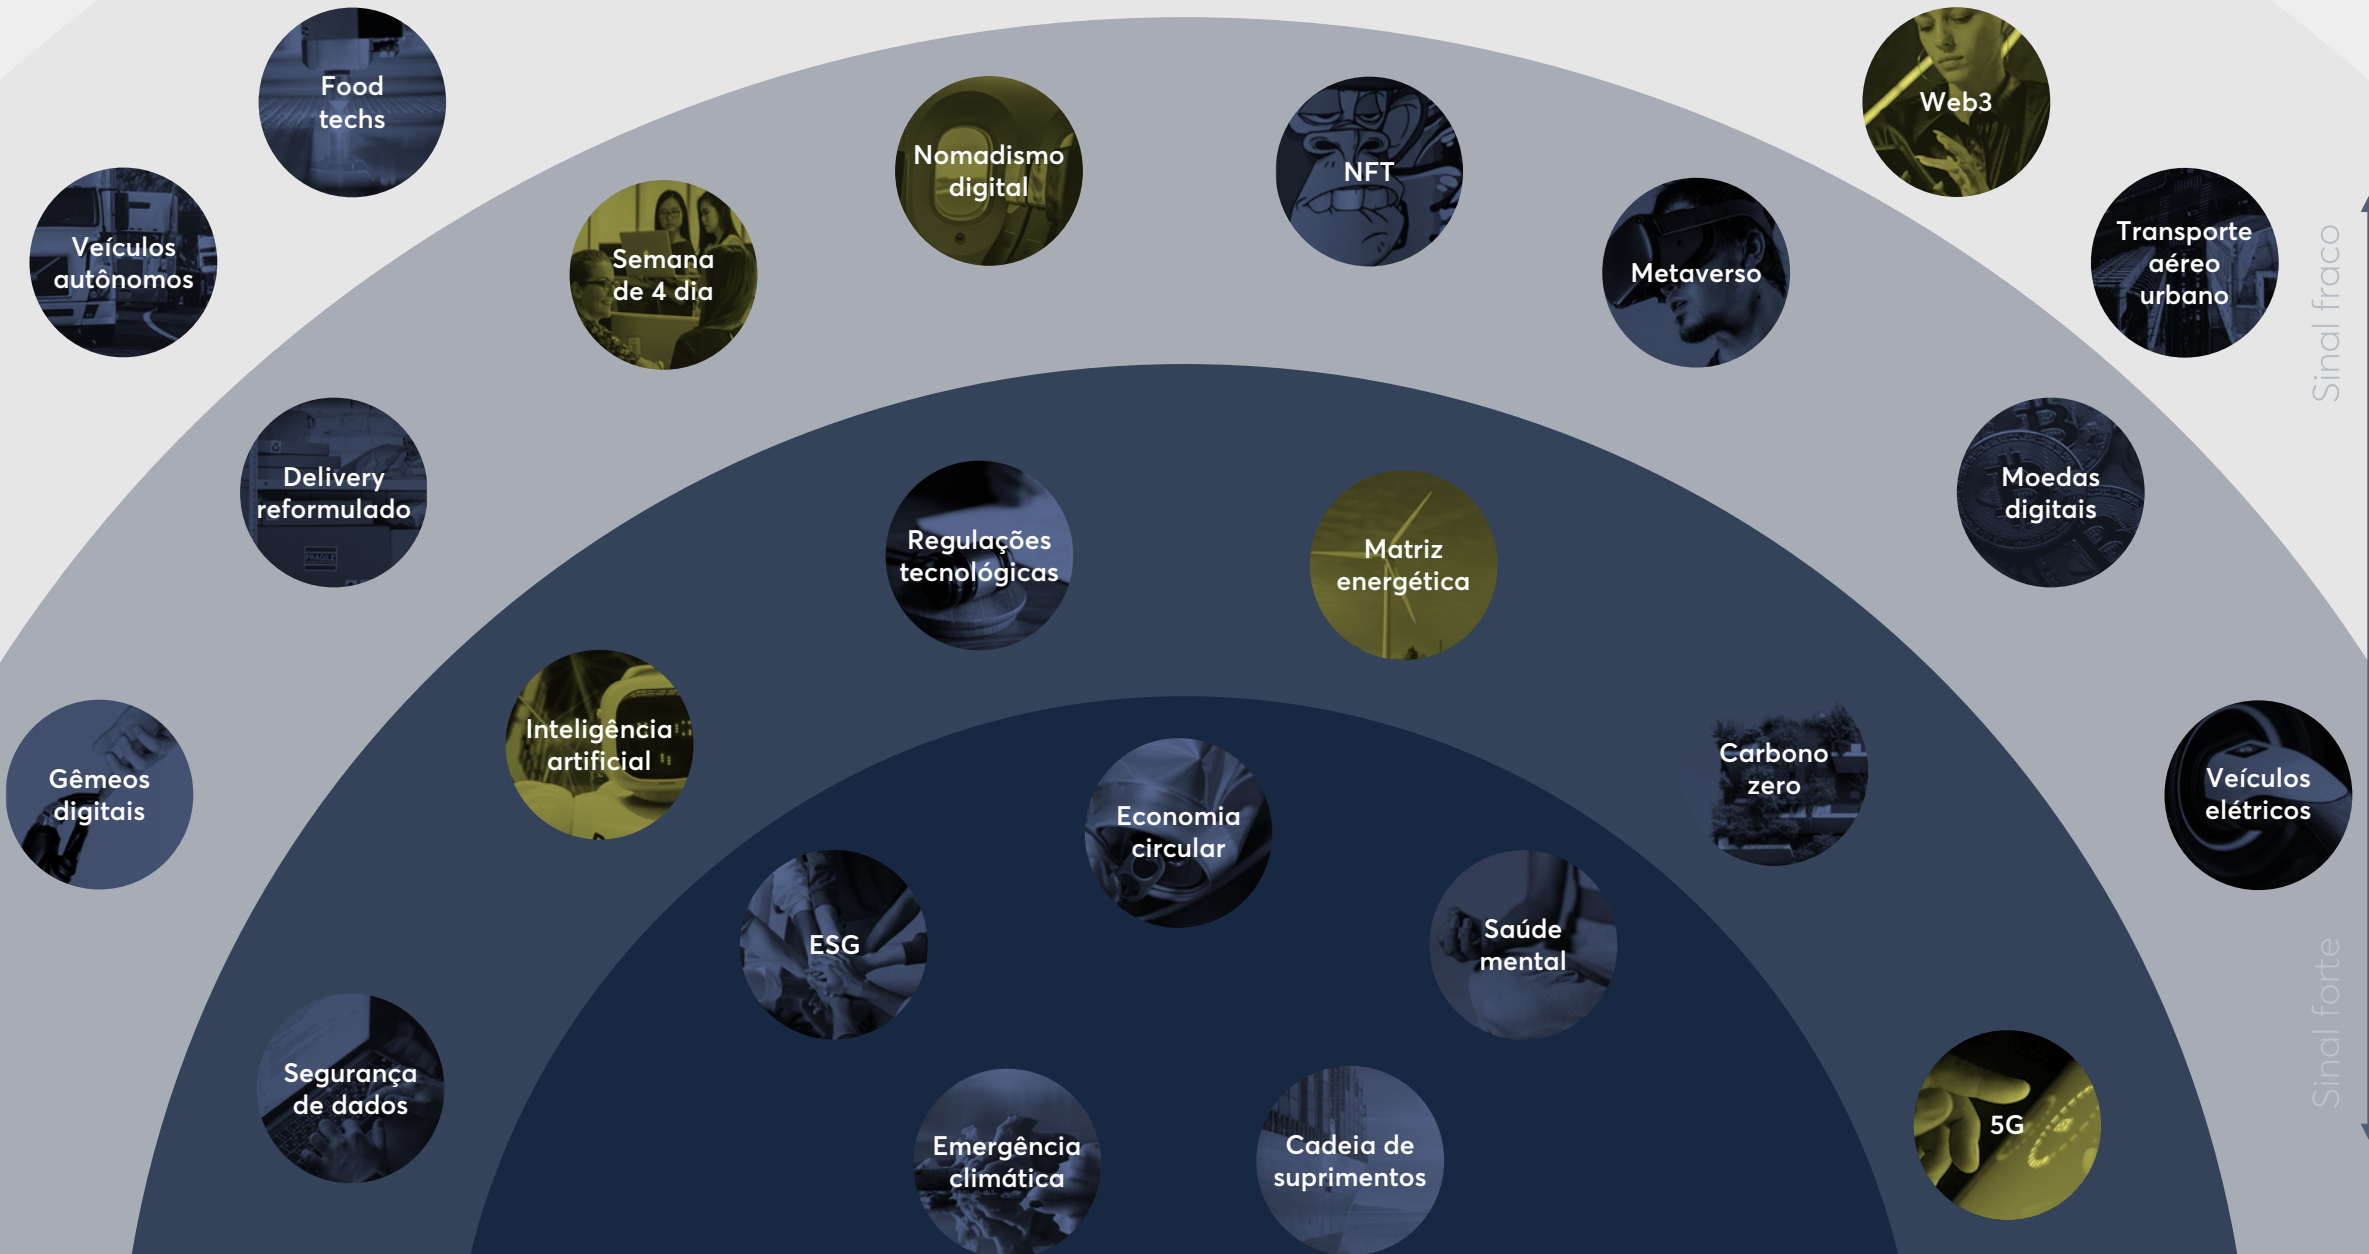 Food
techs
Web3
Nomadismo
digital
NFT
Veículos
autônomos
Semana
de 4 dia
Metaverso
Transporte
aéreo
urbano
Sinal fraco
Delivery
reformulado
Moedas
digitais
Regulações
tecnológicas
Matriz
energética
Inteligência
artificial
Carbono
zero
Gêmeos
digitais
Veículos
elétricos
Economia
circular
ESG
Saúde
mental
Sinal forte
Segurança
de dados
5G
Emergência
climática
Cadeia de
suprimentos
FRAGILE